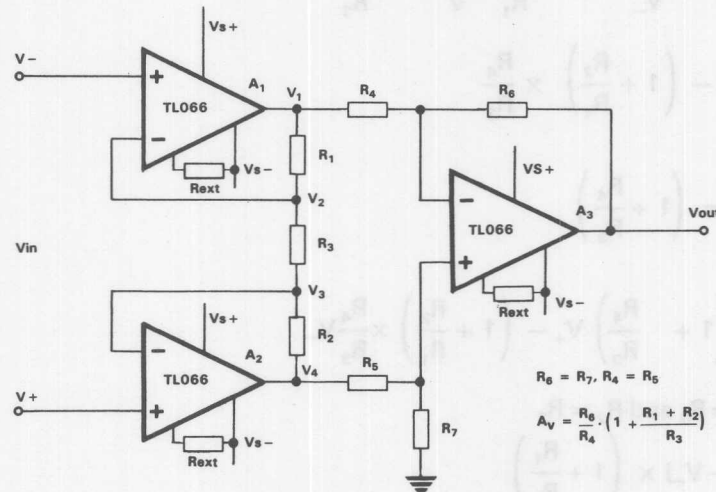 Vs+
V-
+
A1
V1
R4
R6
TL066
-
R1
Vs-
Rext
V2
VS+
-
A3
Vout
Vin
R3
TL066
+
V3
Rext
Vs-
Vs+
-
A2
R2
TL066
V4
R5
V+
+
R7
Vs-
Rext
R6 = R7, R4 = R5
AV = R6/R4 · (1 + R1 + R2/R3)